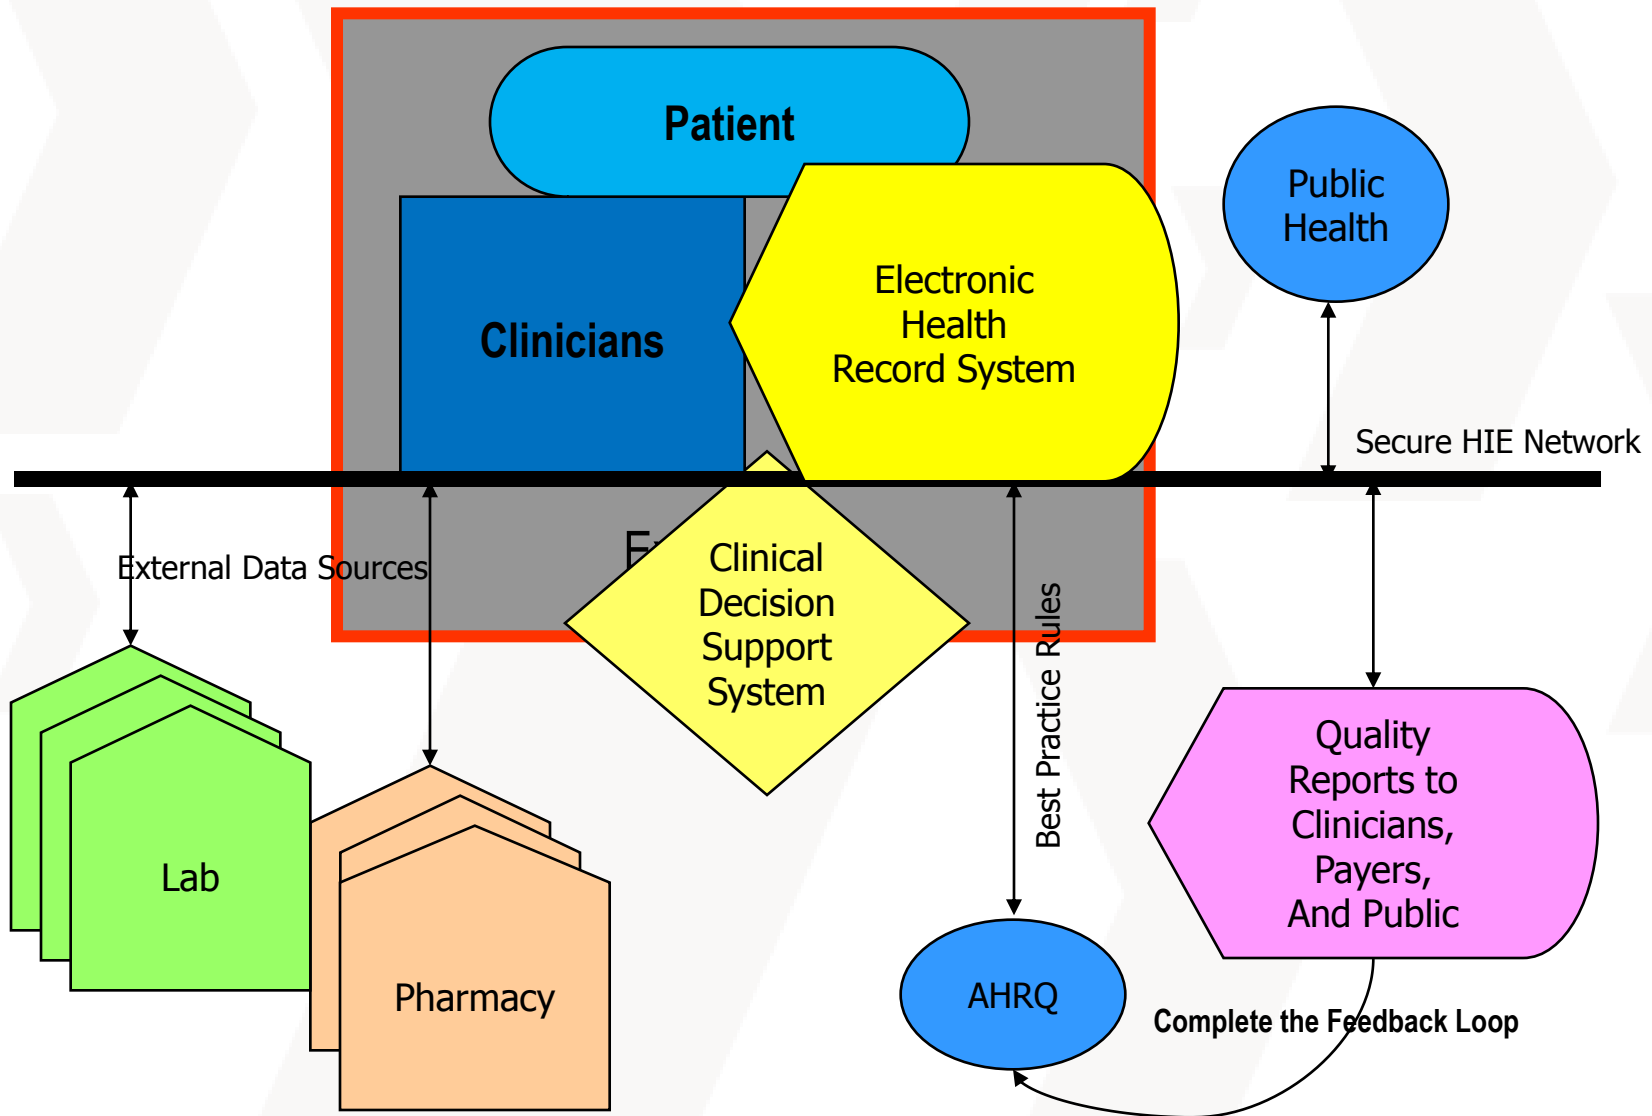 Patient
Public
Health
Electronic
Health
Record System
Clinicians
Secure HIE Network
External Data Sources
Clinical
Decision
Support
System
Best Practice Rules
Quality
Reports to
Clinicians,
Payers,
And Public
Lab
Pharmacy
AHRQ
Complete the Feedback Loop